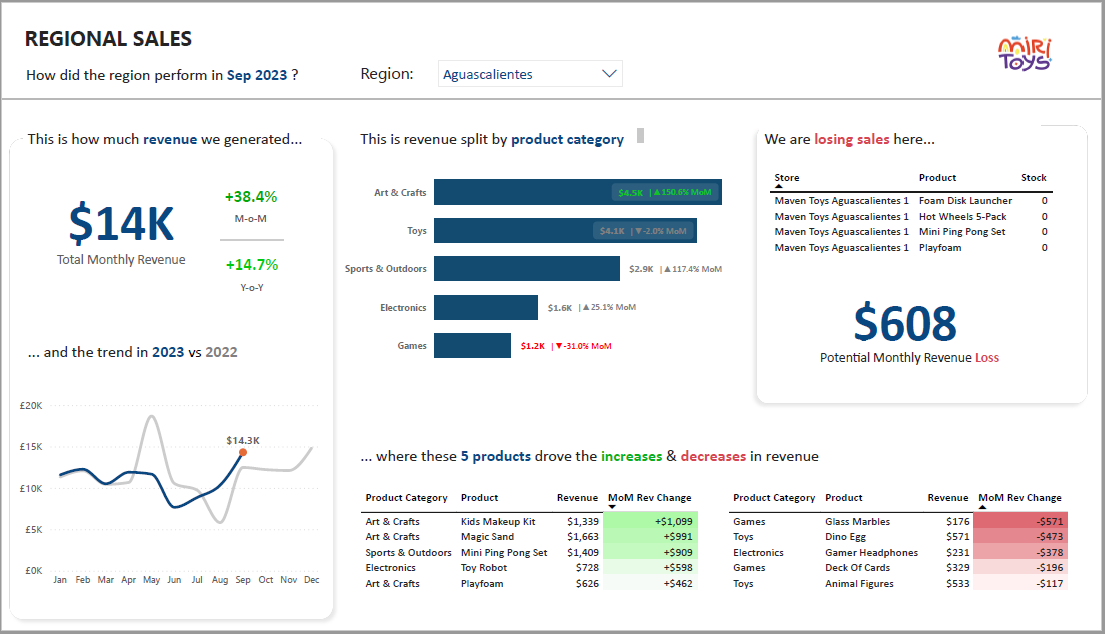 REGIONAL SALES
How did the region perform in Sep 2023 ?
Region:
Aguascalientes
MiRi
TOYS
This is how much revenue we generated...
$14K
Total Monthly Revenue
+38.4%
M-o-M
+14.7%
Y-o-Y
... and the trend in 2023 vs 2022
£20K
£15K
£10K
£5K
£0K
$14.3K
Jan Feb Mar Apr May Jun Jul Aug Sep Oct Nov Dec
This is revenue split by product category
Art & Crafts $4.5K |▲150.6% MoM
Toys $4.1K |▼-2.0% MoM
Sports & Outdoors $2.9K |▲117.4% MoM
Electronics $1.6K |▲25.1% MoM
Games $1.2K |▼-31.0% MoM
We are losing sales here...
Store Product Stock
Maven Toys Aguascalientes 1 Foam Disk Launcher 0
Maven Toys Aguascalientes 1 Hot Wheels 5-Pack 0
Maven Toys Aguascalientes 1 Mini Ping Pong Set 0
Maven Toys Aguascalientes 1 Playfoam 0
$608
Potential Monthly Revenue Loss
... where these 5 products drove the increases & decreases in revenue
Product Category Product Revenue MoM Rev Change
Art & Crafts Kids Makeup Kit $1,339 +$1,099
Art & Crafts Magic Sand $1,663 +$991
Sports & Outdoors Mini Ping Pong Set $1,409 +$909
Electronics Toy Robot $728 +$598
Art & Crafts Playfoam $626 +$462
Product Category Product Revenue MoM Rev Change
Games Glass Marbles $176 -$571
Toys Dino Egg $571 -$473
Electronics Gamer Headphones $231 -$378
Games Deck Of Cards $329 -$196
Toys Animal Figures $533 -$117